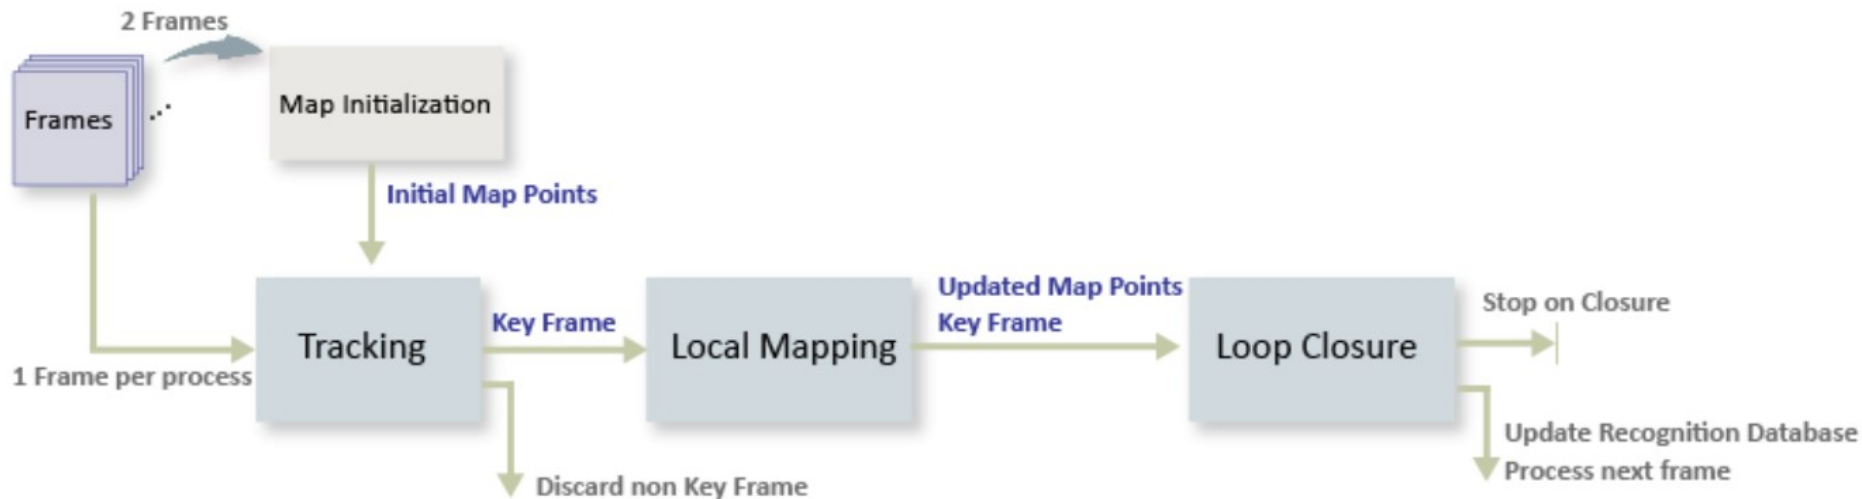 2 Frames
Frames
Map Initialization
Initial Map Points
1 Frame per process
Tracking
Key Frame
Discard non Key Frame
Local Mapping
Updated Map Points
Key Frame
Loop Closure
Stop on Closure
Update Recognition Database
Process next frame